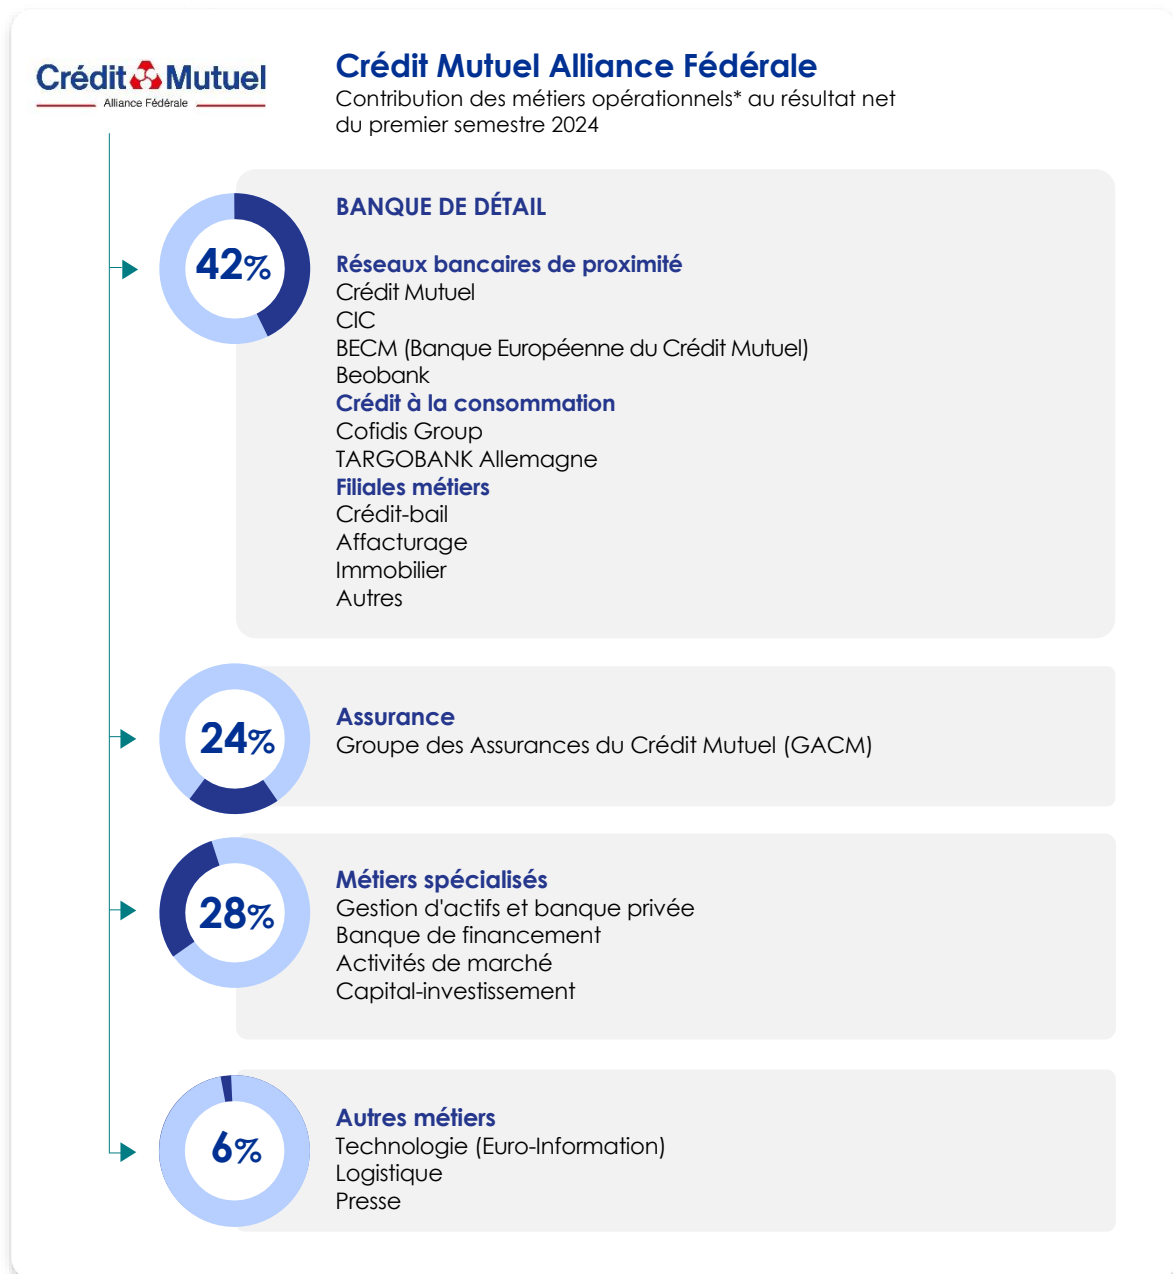 Crédit Mutuel
Alliance Fédérale
Crédit Mutuel Alliance Fédérale
Contribution des métiers opérationnels* au résultat net
du premier semestre 2024
42%
BANQUE DE DÉTAIL
Réseaux bancaires de proximité
Crédit Mutuel
CIC
BECM (Banque Européenne du Crédit Mutuel)
Beobank
Crédit à la consommation
Cofidis Group
TARGOBANK Allemagne
Filiales métiers
Crédit-bail
Affacturage
Immobilier
Autres
24%
Assurance
Groupe des Assurances du Crédit Mutuel (GACM)
28%
Métiers spécialisés
Gestion d'actifs et banque privée
Banque de financement
Activités de marché
Capital-investissement
6%
Autres métiers
Technologie (Euro-Information)
Logistique
Presse